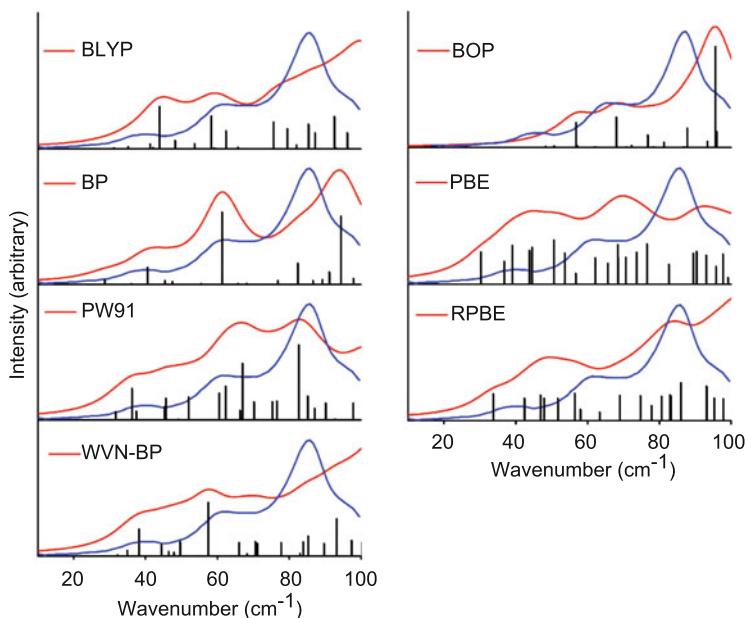 BLYP
BP
PW91
WVN-BP
Intensity (arbitrary)
20 40 60 80 100
Wavenumber (cm-1)
BOP
PBE
RPBE
20 40 60 80 100
Wavenumber (cm-1)